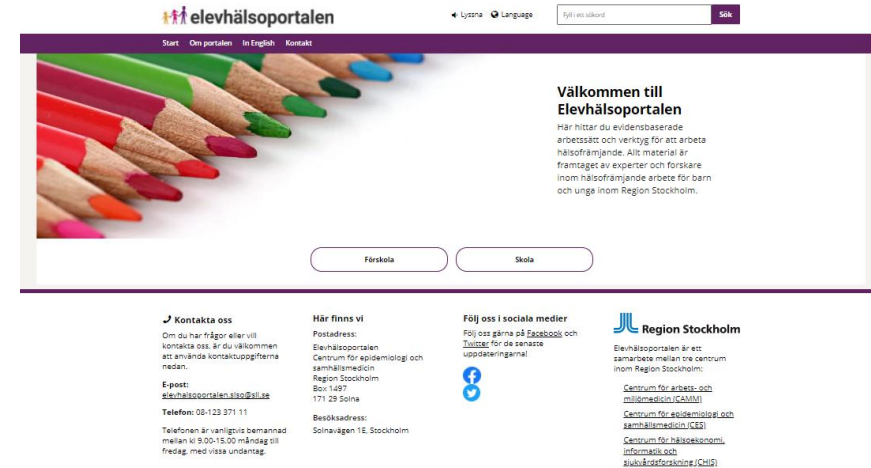 elevhälsoportalen
Lyssna Language
Fyll i ett sökord
Sök
Start Om portalen In English Kontakt
Välkommen till
Elevhälsoportalen
Här hittar du evidensbaserade
arbetssätt och verktyg för att arbeta
hälsofrämjande. Allt material är
framtaget av experter och forskare
inom hälsofrämjande arbete för barn
och unga inom Region Stockholm.
Förskola
Skola
Kontakta oss
Om du har frågor eller vill
kontakta oss, är du välkommen
att använda kontaktuppgifterna
nedan.
E-post:
elevhalsoportalen.slso@sll.se
Telefon: 08-123 371 11
Telefonen är vanligtvis bemannad
mellan kl 9.00-15.00 måndag till
fredag, med vissa undantag.
Här finns vi
Postadress:
Elevhälsoportalen
Centrum för epidemiologi och
samhällsmedicin
Region Stockholm
Box 1497
171 29 Solna
Besöksadress:
Solnavägen 1E, Stockholm
Följ oss i sociala medier
Följ oss gärna på Facebook och
Twitter för de senaste
uppdateringarna!
Region Stockholm
Elevhälsoportalen är ett
samarbete mellan tre centrum
inom Region Stockholm:
Centrum för arbets- och
miljömedicin (CAMM)
Centrum för epidemiologi och
samhällsmedicin (CES)
Centrum för hälsoekonomi,
informatik och
sjukvårdsforskning (CHIS)